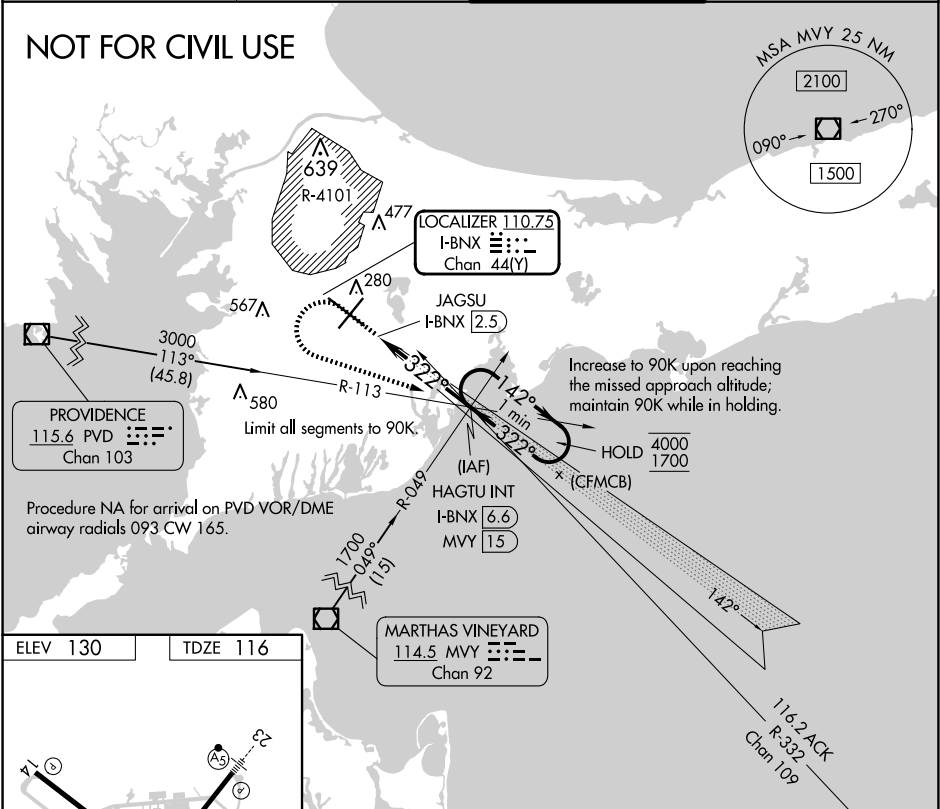 NOT FOR CIVIL USE
MSA MVY 25 NM
2100
090°
270°
1500
639
R-4101
477
LOCALIZER 110.75
I-BNX
Chan 44(Y)
280
567
JAGSU
I-BNX 2.5
3000
113°
(45.8)
R-113
580
322°
142°
1 min
322°
Increase to 90K upon reaching
the missed approach altitude;
maintain 90K while in holding.
PROVIDENCE
115.6 PVD
Chan 103
Limit all segments to 90K.
HOLD 4000
1700
(CFMCB)
(IAF)
HAGTU INT
I-BNX 6.6
MVY 15
Procedure NA for arrival on PVD VOR/DME
airway radials 093 CW 165.
R-049
1700
049°
(15)
142°
MARTHAS VINEYARD
114.5 MVY
Chan 92
116.2 ACK
R-332
Chan 109
ELEV 130
TDZE 116
A5
23
14
P
P